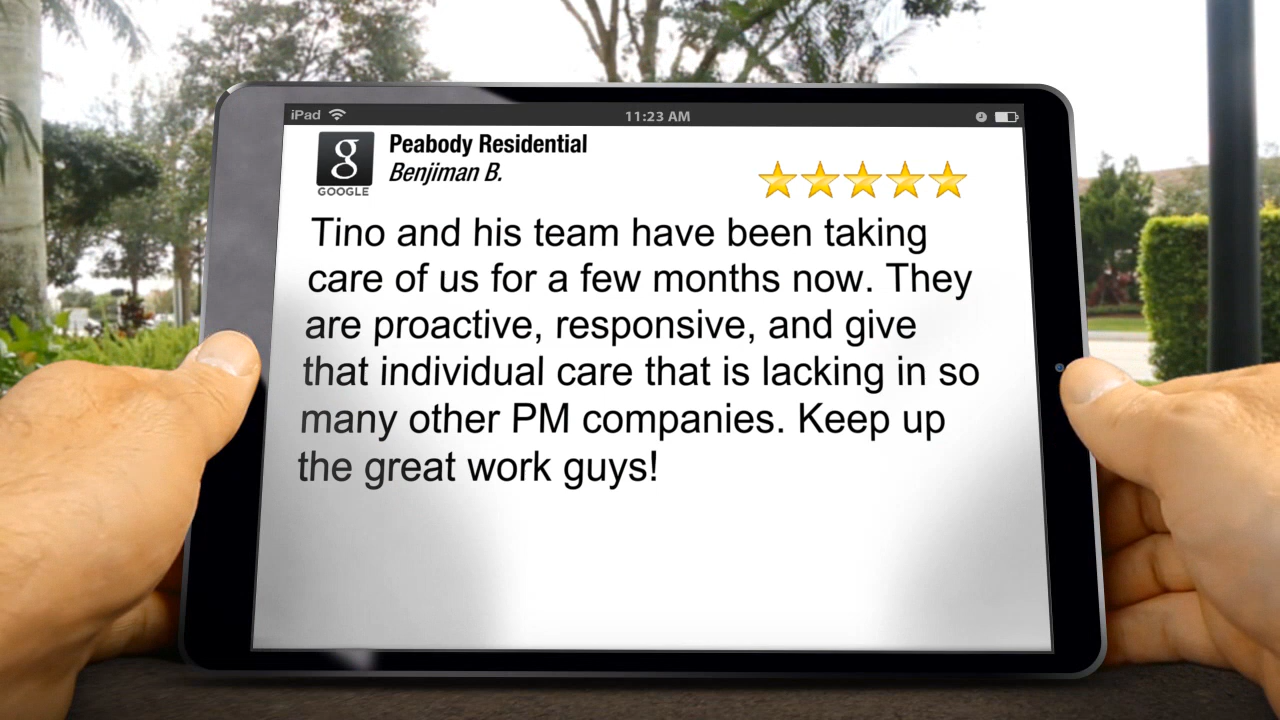 iPad 11:23 AM
g
GOOGLE
Peabody Residential
Benjiman B.
Tino and his team have been taking
care of us for a few months now. They
are proactive, responsive, and give
that individual care that is lacking in so
many other PM companies. Keep up
the great work guys!